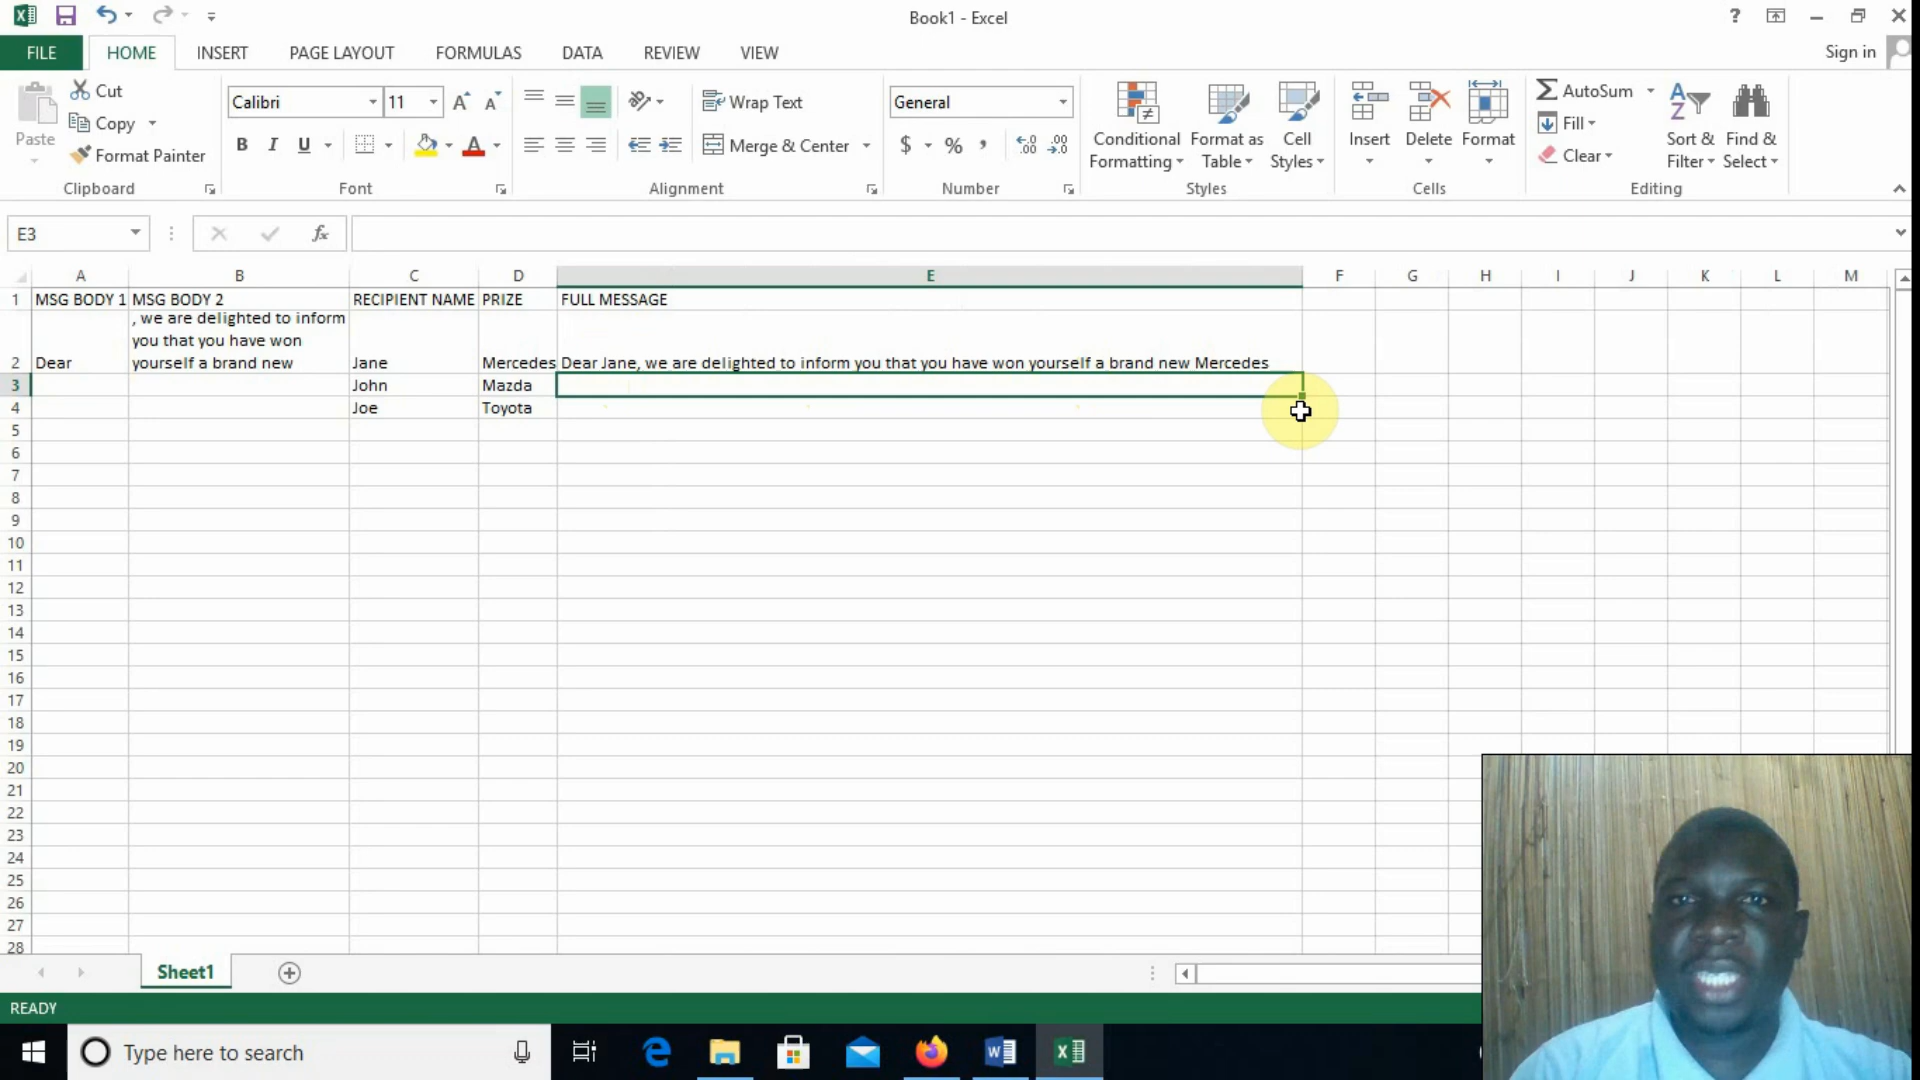 Book1 - Excel
?
Sign in
FILE HOME INSERT PAGE LAYOUT FORMULAS DATA REVIEW VIEW
Paste
Cut
Copy
Format Painter
Clipboard
Calibri 11
B I U A
Font
Wrap Text
Merge & Center
Alignment
General
$ % ,
Number
Conditional Formatting
Format as Table
Cell Styles
Styles
Insert Delete Format
Cells
AutoSum
Fill
Clear
Sort & Filter
Find & Select
Editing
E3 fx
A B C D E F G H I J K L M
1 MSG BODY 1 MSG BODY 2 RECIPIENT NAME PRIZE FULL MESSAGE
, we are delighted to inform
you that you have won
2 Dear yourself a brand new Jane Mercedes Dear Jane, we are delighted to inform you that you have won yourself a brand new Mercedes
3 John Mazda
4 Joe Toyota
5
6
7
8
9
10
11
12
13
14
15
16
17
18
19
20
21
22
23
24
25
26
27
28
Sheet1
READY
Type here to search